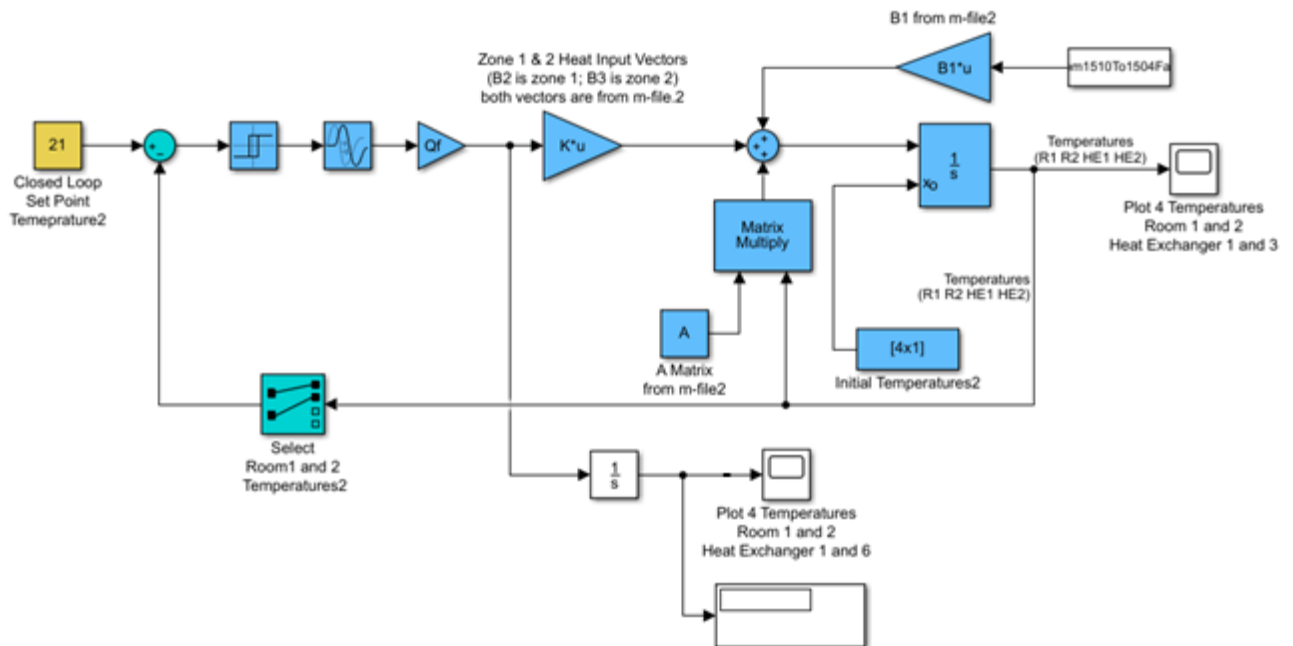 B1 from m-file2
Zone 1 & 2 Heat Input Vectors
(B2 is zone 1; B3 is zone 2)
both vectors are from m-file.2
B1*u
m1510To1504Fa
21
+
−
Qf
K*u
+
+
+
1
s
xo
Temperatures
(R1 R2 HE1 HE2)
Closed Loop
Set Point
Temeprature2
Plot 4 Temperatures
Room 1 and 2
Heat Exchanger 1 and 3
Matrix
Multiply
Temperatures
(R1 R2 HE1 HE2)
A
A Matrix
from m-file2
[4x1]
Initial Temperatures2
Select
Room1 and 2
Temperatures2
1
s
Plot 4 Temperatures
Room 1 and 2
Heat Exchanger 1 and 6